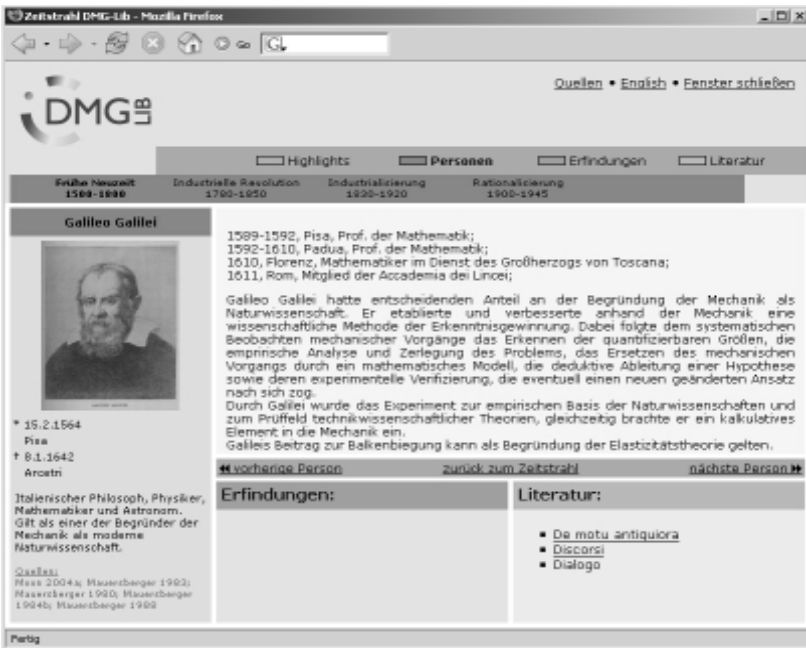 Zeitstrahl DMG-Lib - Mozilla Firefox
Go G
Quellen • English • Fenster schließen
DMG LIB
Highlights Personen Erfindungen Literatur
Frühe Neuzeit Industrielle Revolution Industrialisierung Rationalisierung
1500-1800 1780-1850 1820-1920 1900-1945
Galileo Galilei
* 15.2.1564
Pisa
† 8.1.1642
Arcetri
Italienischer Philosoph, Physiker,
Mathematiker und Astronom.
Gilt als einer der Begründer der
Mechanik als moderne
Naturwissenschaft.
Quellen:
2004a; Mauersberger 1983;
Mauersberger 1980; Mauersberger
1984b; Mauersberger 1988
1589-1592, Pisa, Prof. der Mathematik;
1592-1610, Padua, Prof. der Mathematik;
1610, Florenz, Mathematiker im Dienst des Großherzogs von Toscana;
1611, Rom, Mitglied der Accademia dei Lincei;
Galileo Galilei hatte entscheidenden Anteil an der Begründung der Mechanik als
Naturwissenschaft. Er etablierte und verbesserte anhand der Mechanik eine
wissenschaftliche Methode der Erkenntnisgewinnung. Dabei folgte dem systematischen
Beobachten mechanischer Vorgänge das Erkennen der quantifizierbaren Größen, die
empirische Analyse und Zerlegung des Problems, das Ersetzen des mechanischen
Vorgangs durch ein mathematisches Modell, die deduktive Ableitung einer Hypothese
sowie deren experimentelle Verifizierung, die eventuell einen neuen geänderten Ansatz
nach sich zog.
Durch Galilei wurde das Experiment zur empirischen Basis der Naturwissenschaften und
zum Prüffeld technikwissenschaftlicher Theorien, gleichzeitig brachte er ein kalkulatives
Element in die Mechanik ein.
Galileis Beitrag zur Balkenbiegung kann als Begründung der Elastizitätstheorie gelten.
vorherige Person zurück zum Zeitstrahl nächste Person
Erfindungen:
Literatur:
▪ De motu antiquiora
▪ Discorsi
▪ Dialogo
Fertig